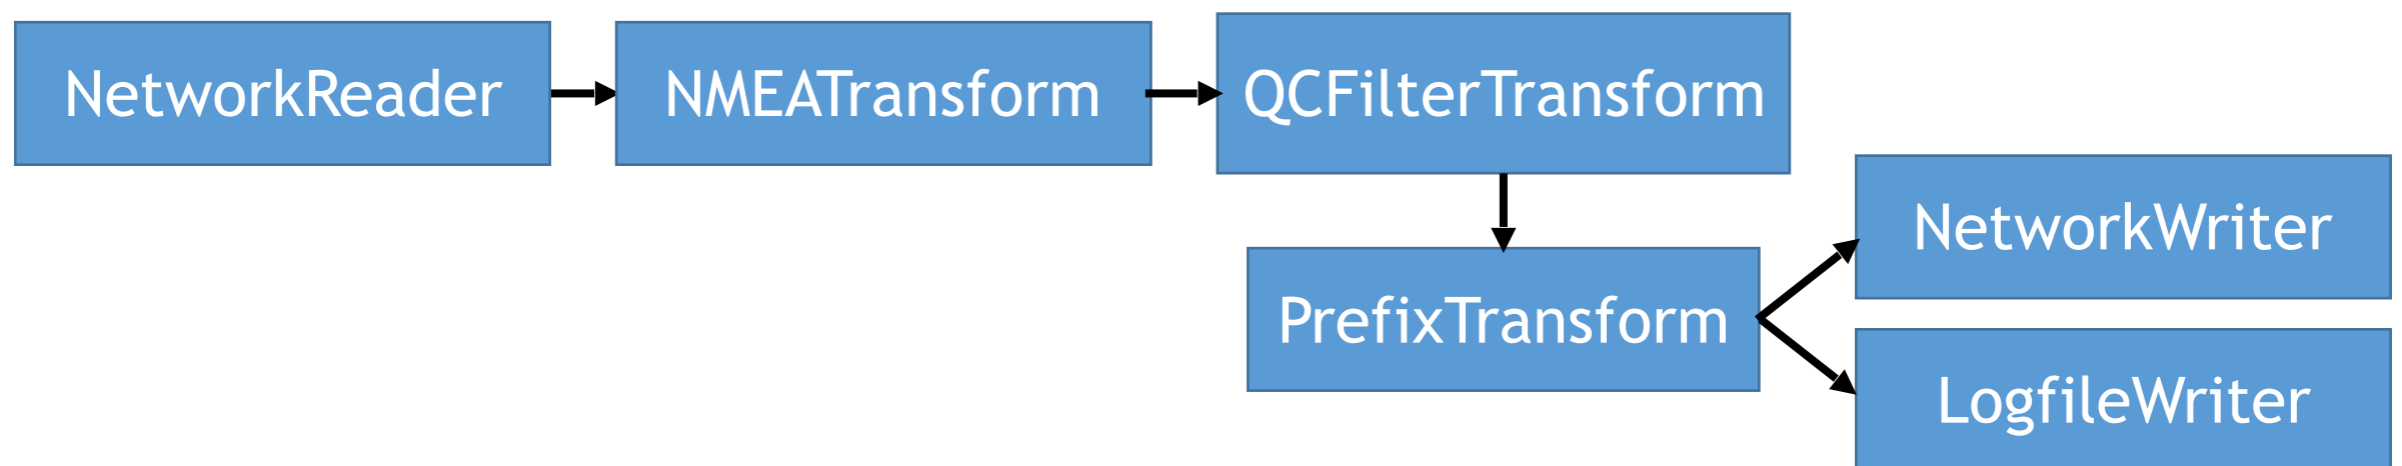 NetworkReader
NMEATransform
QCFilterTransform
PrefixTransform
NetworkWriter
LogfileWriter